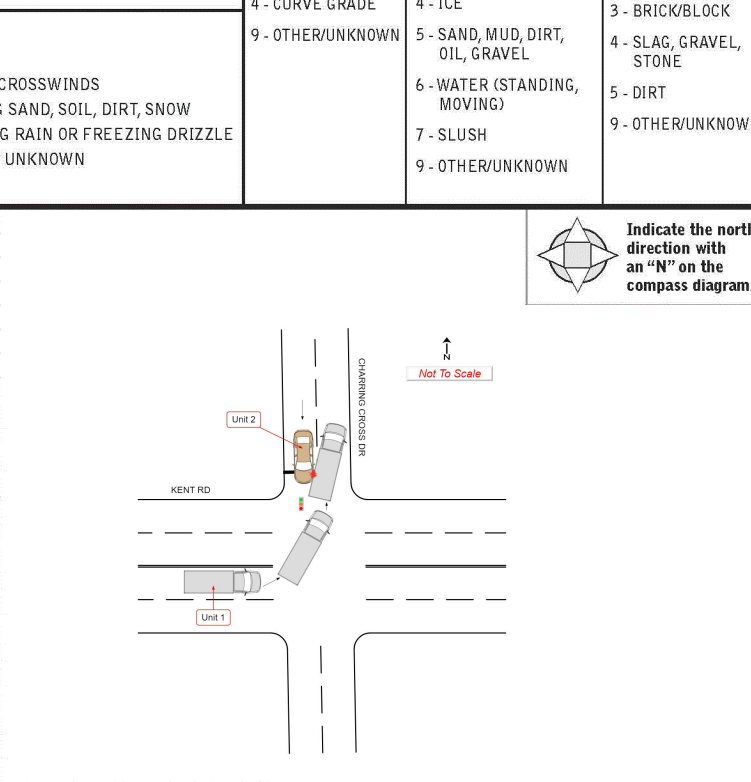 4 - CURVE GRADE
9 - OTHER/UNKNOWN
4 - ICE
5 - SAND, MUD, DIRT,
OIL, GRAVEL
6 - WATER (STANDING,
MOVING)
7 - SLUSH
9 - OTHER/UNKNOWN
3 - BRICK/BLOCK
4 - SLAG, GRAVEL,
STONE
5 - DIRT
9 - OTHER/UNKNOW
CROSSWINDS
G SAND, SOIL, DIRT, SNOW
G RAIN OR FREEZING DRIZZLE
UNKNOWN
Indicate the north
direction with
an “N” on the
compass diagram
N
Not To Scale
CHARRING CROSS DR
Unit 2
KENT RD
Unit 1